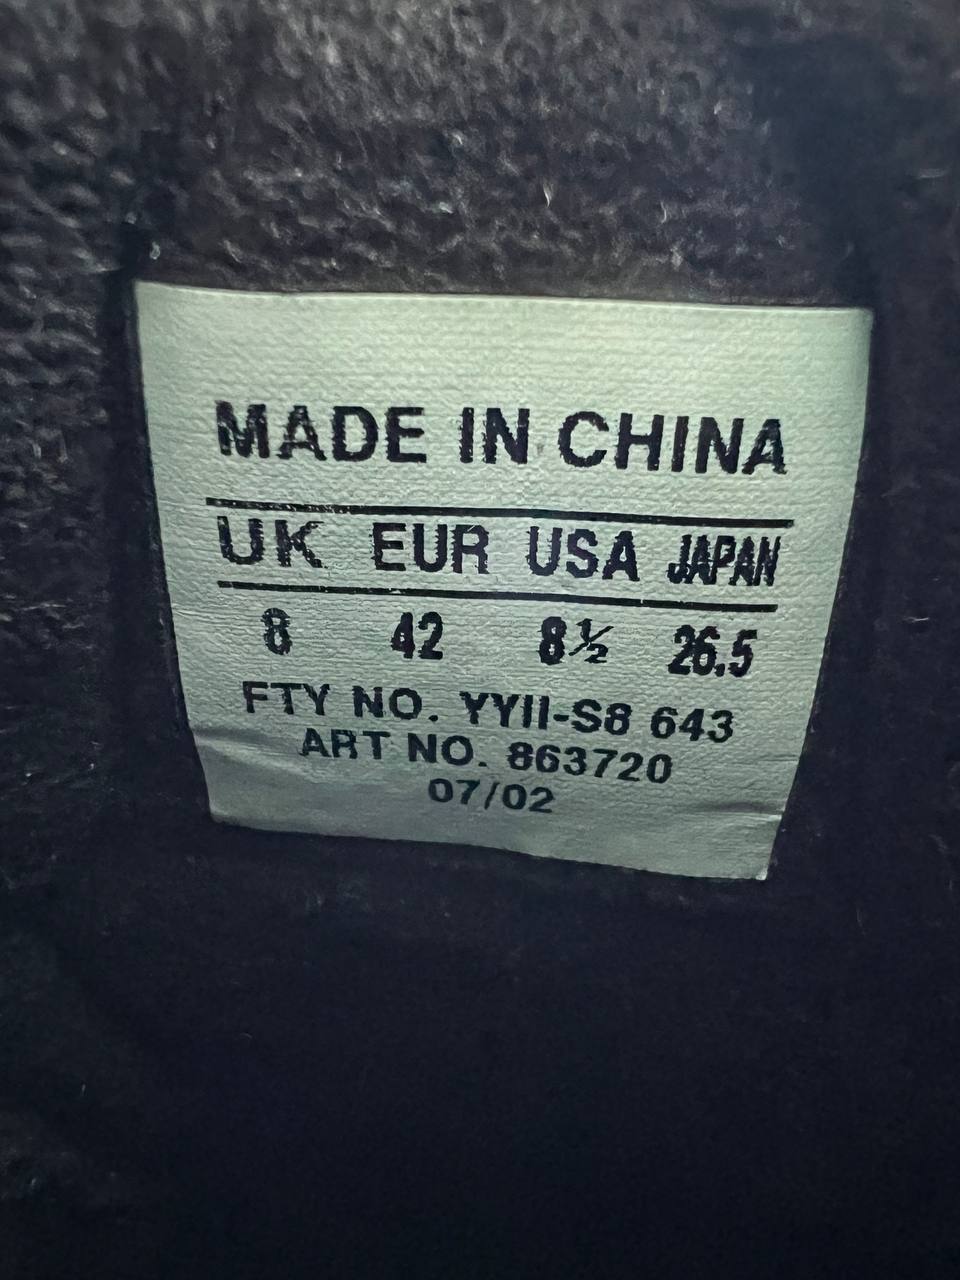 MADE IN CHINA
UK EUR USA JAPAN
8 42 8½ 26.5
FTY NO. YYII-S8 643
ART NO. 863720
07/02